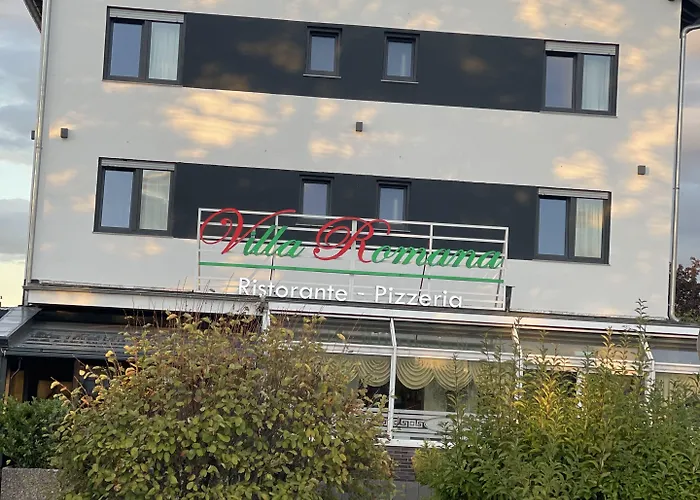 Villa Romana
Ristorante - Pizzeria